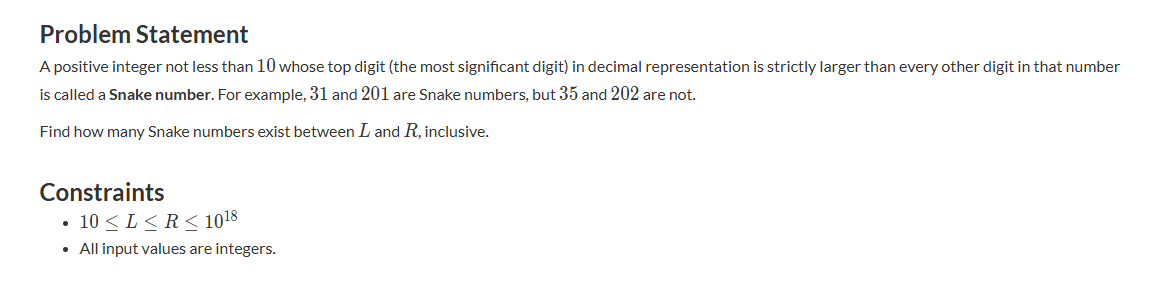 Problem Statement
A positive integer not less than 10 whose top digit (the most significant digit) in decimal representation is strictly larger than every other digit in that number
is called a Snake number. For example, 31 and 201 are Snake numbers, but 35 and 202 are not.
Find how many Snake numbers exist between L and R, inclusive.
Constraints
• 10 ≤ L ≤ R ≤ 10^18
• All input values are integers.